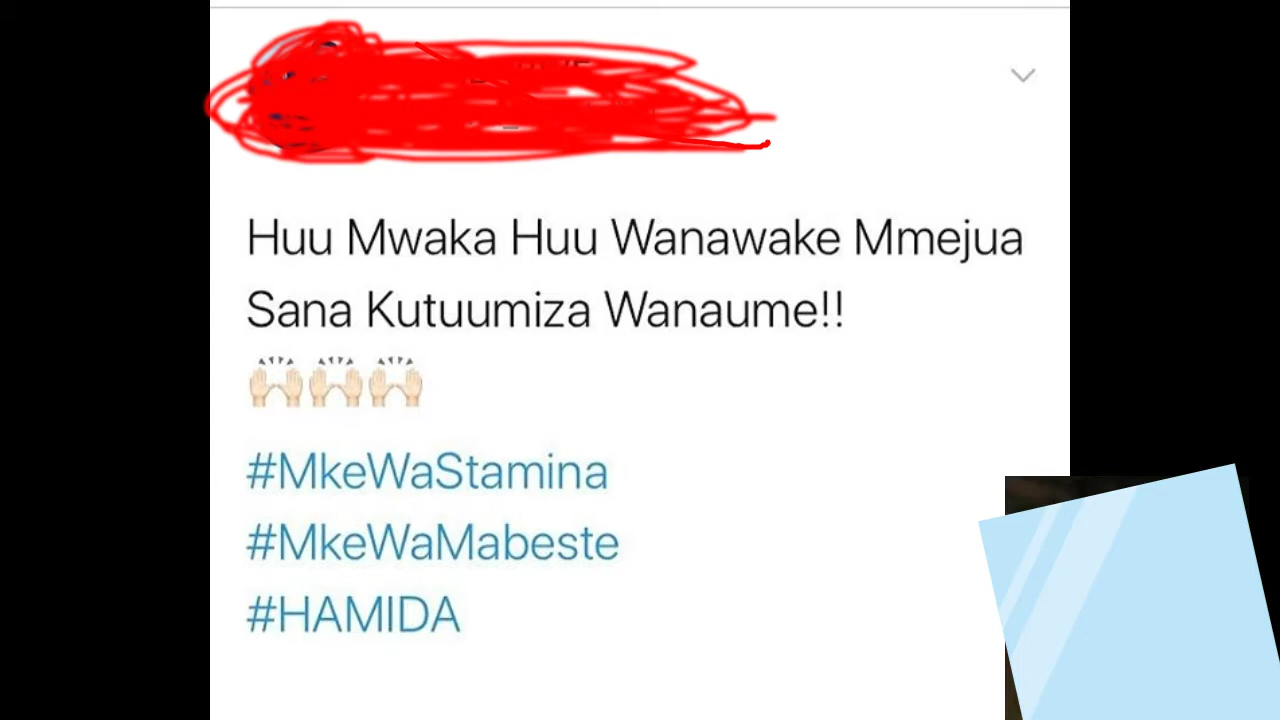 Huu Mwaka Huu Wanawake Mmejua
Sana Kutuumiza Wanaume!!
🙌🏻🙌🏻🙌🏻
#MkeWaStamina
#MkeWaMabeste
#HAMIDA